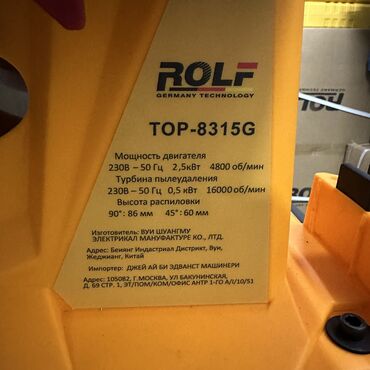 ROLF
GERMANY TECHNOLOGY
TOP-8315G
Мощность двигателя
230В – 50 Гц 2,5кВт 4800 об/мин
Турбина пылеудаления
230В – 50 Гц 0,5 кВт 16000 об/мин
Высота распиловки
90°: 86 мм 45°: 60 мм
Изготовитель: ВУИ ШУАНГМУ
ЭЛЕКТРИКАЛ МАНУФАКТУРЕ КО., ЛТД.
Адрес: Беиянг Индастриал Дистрикт, Вуи,
Жеджианг, Китай
Импортер: ДЖЕЙ АЙ БИ ЭДВАНСТ МАШИНЕРИ
Адрес: 105082, Г.МОСКВА, УЛ БАКУНИНСКАЯ,
Д. 69 СТР. 1, ЭТ/ПОМ/КОМ/ОФИС АНТР 1-ГО А/I/10/51